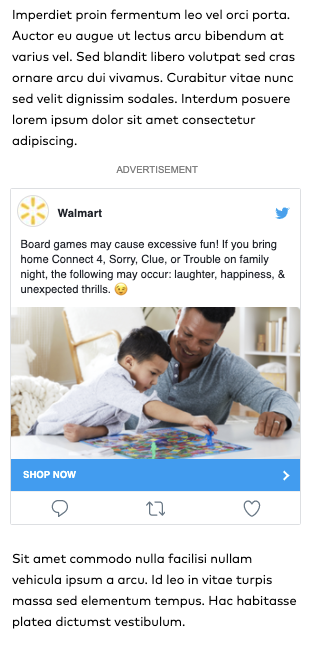 Imperdiet proin fermentum leo vel orci porta.
Auctor eu augue ut lectus arcu bibendum at
varius vel. Sed blandit libero volutpat sed cras
ornare arcu dui vivamus. Curabitur vitae nunc
sed velit dignissim sodales. Interdum posuere
lorem ipsum dolor sit amet consectetur
adipiscing.
ADVERTISEMENT
Walmart
Board games may cause excessive fun! If you bring
home Connect 4, Sorry, Clue, or Trouble on family
night, the following may occur: laughter, happiness, &
unexpected thrills. 😉
SHOP NOW
Sit amet commodo nulla facilisi nullam
vehicula ipsum a arcu. Id leo in vitae turpis
massa sed elementum tempus. Hac habitasse
platea dictumst vestibulum.